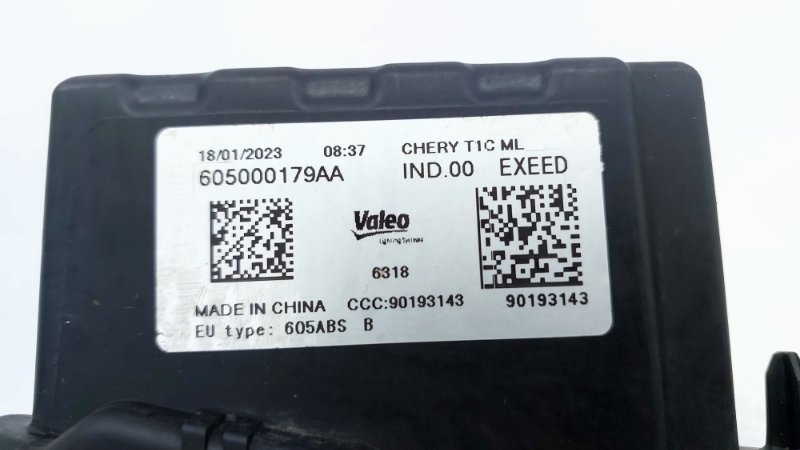 18/01/2023 08:37 CHERY T1C ML
605000179AA IND.00 EXEED
Valeo
Lighting Systems
6318
MADE IN CHINA CCC:90193143 90193143
EU type: 605ABS B